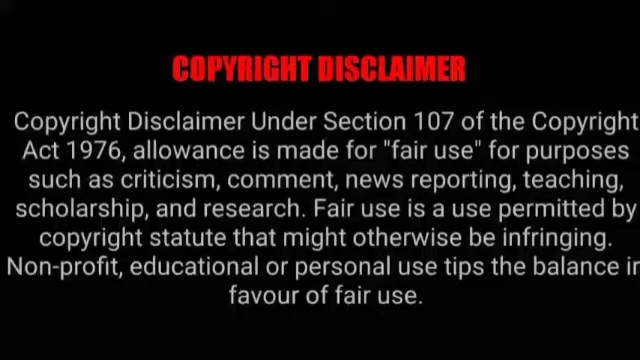 COPYRIGHT DISCLAIMER
Copyright Disclaimer Under Section 107 of the Copyright
Act 1976, allowance is made for "fair use" for purposes
such as criticism, comment, news reporting, teaching,
scholarship, and research. Fair use is a use permitted by
copyright statute that might otherwise be infringing.
Non-profit, educational or personal use tips the balance in
favour of fair use.